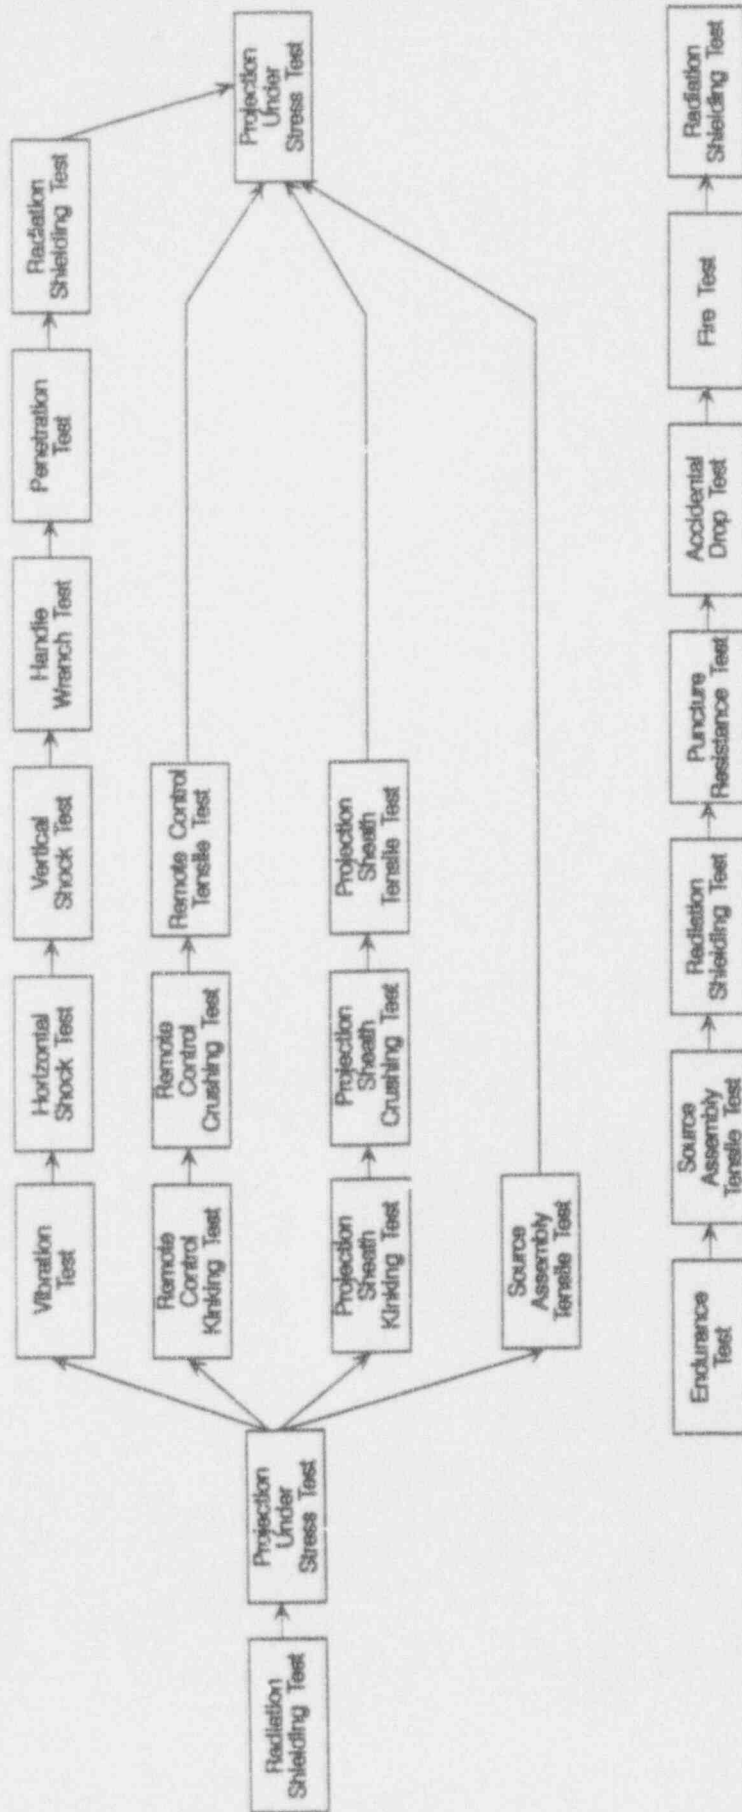 Radiation
Shielding Test
Projection
Under
Stress Test
Vibration
Test
Horizontal
Shock Test
Vertical
Shock Test
Handle
Wrench Test
Penetration
Test
Radiation
Shielding Test
Remote
Control
Kinking Test
Remote
Control
Crushing Test
Remote Control
Tensile Test
Projection
Sheath
Kinking Test
Projection
Sheath
Crushing Test
Projection
Sheath
Tensile Test
Source
Assembly
Tensile Test
Projection
Under
Stress Test
Endurance
Test
Source
Assembly
Tensile Test
Radiation
Shielding Test
Puncture
Resistance Test
Accidental
Drop Test
Fire Test
Radiation
Shielding Test